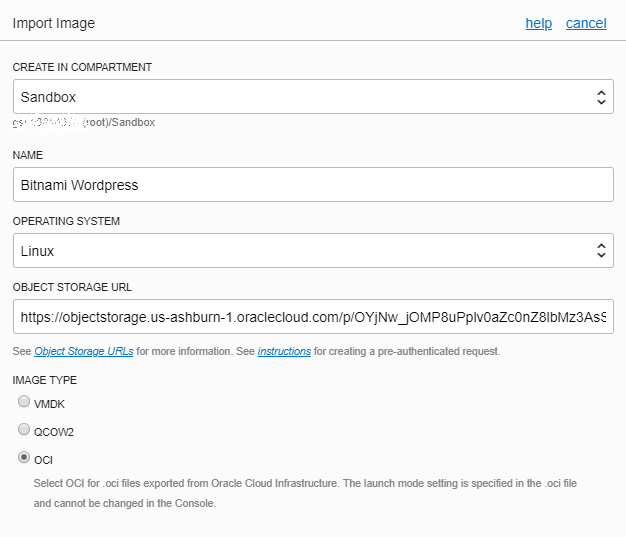 Import Image
help cancel
CREATE IN COMPARTMENT
Sandbox
(root)/Sandbox
NAME
Bitnami Wordpress
OPERATING SYSTEM
Linux
OBJECT STORAGE URL
https://objectstorage.us-ashburn-1.oraclecloud.com/p/OYjNw_jOMP8uPpIv0aZc0nZ8IbMz3AsS
See Object Storage URLs for more information. See instructions for creating a pre-authenticated request.
IMAGE TYPE
VMDK
QCOW2
OCI
Select OCI for .oci files exported from Oracle Cloud Infrastructure. The launch mode setting is specified in the .oci file
and cannot be changed in the Console.